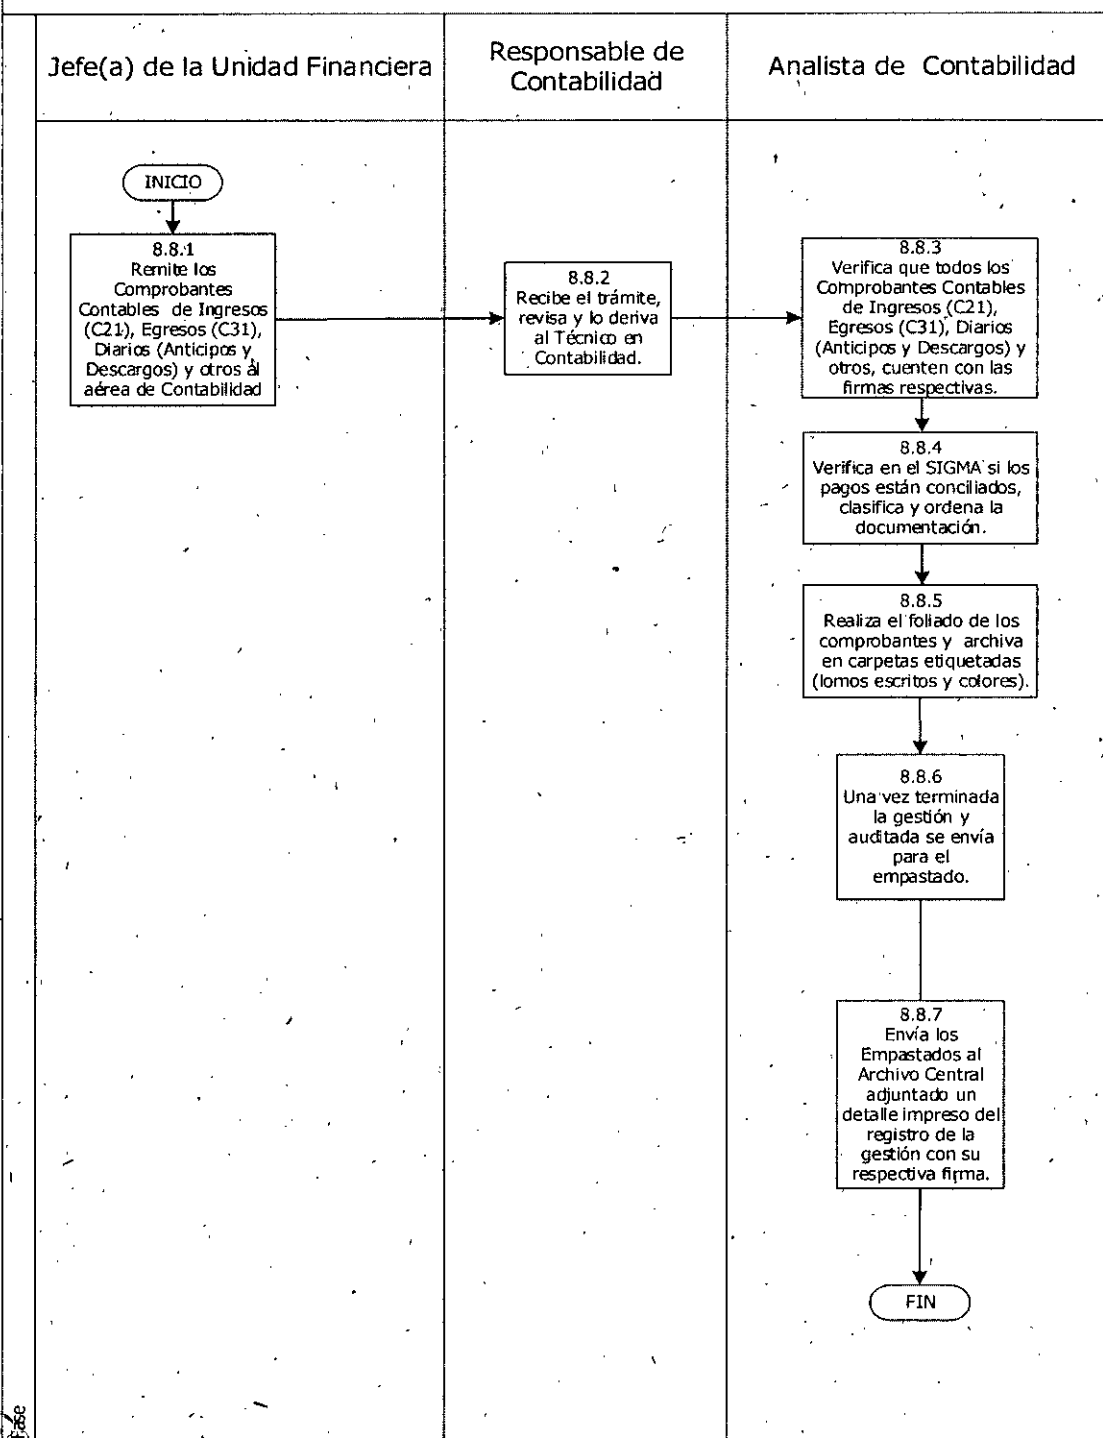 Jefe(a) de la Unidad Financiera
Responsable de
Contabilidad
Analista de Contabilidad
INICIO
8.8.1
Remite los
Comprobantes
Contables de Ingresos
(C21), Egresos (C31),
Diarios (Anticipos y
Descargos) y otros al
aérea de Contabilidad
8.8.2
Recibe el trámite,
revisa y lo deriva
al Técnico en
Contabilidad.
8.8.3
Verifica que todos los
Comprobantes Contables
de Ingresos (C21),
Egresos (C31), Diarios
(Anticipos y Descargos) y
otros, cuenten con las
firmas respectivas.
8.8.4
Verifica en el SIGMA si los
pagos están conciliados,
clasifica y ordena la
documentación.
8.8.5
Realiza el foliado de los
comprobantes y archiva
en carpetas etiquetadas
(lomos escritos y colores).
8.8.6
Una vez terminada
la gestión y
auditada se envía
para el
empastado.
8.8.7
Envía los
Empastados al
Archivo Central
adjuntado un
detalle impreso del
registro de la
gestión con su
respectiva firma.
FIN
Fase